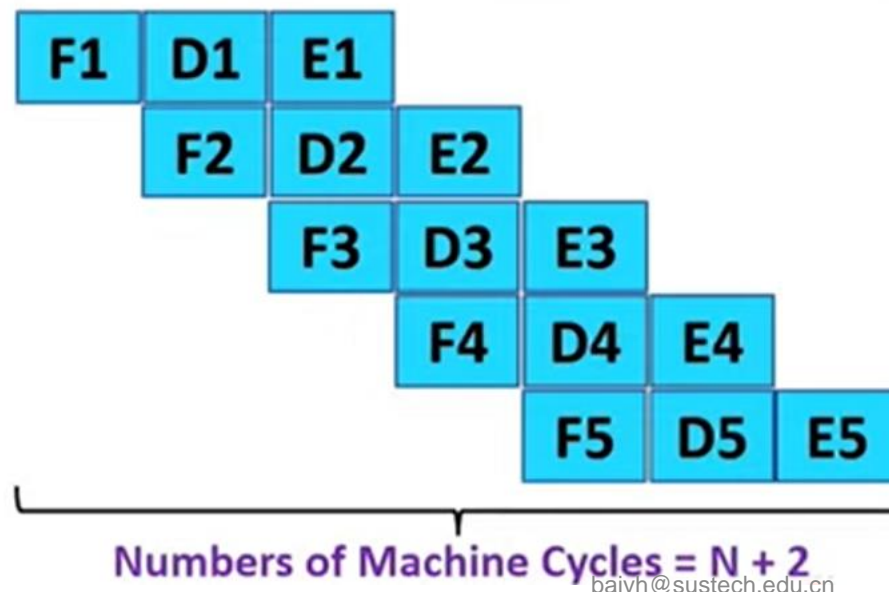 F1 D1 E1
F2 D2 E2
F3 D3 E3
F4 D4 E4
F5 D5 E5
Numbers of Machine Cycles = N + 2
baiyh@sustech.edu.cn